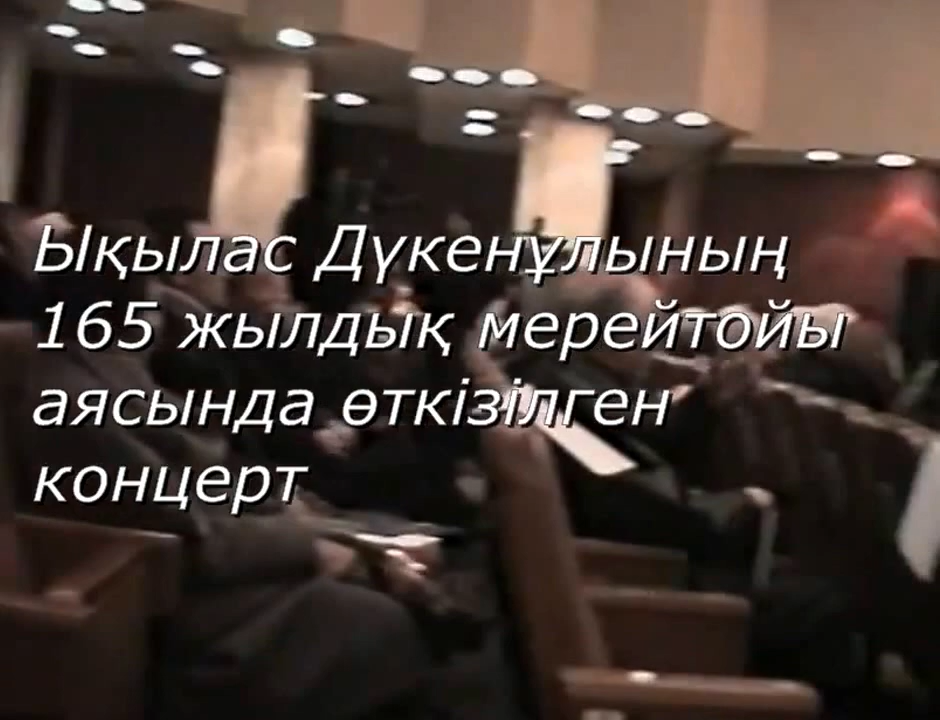 Ықылас Дүкенұлының
165 жылдық мерейтойы
аясында өткізілген
концерт